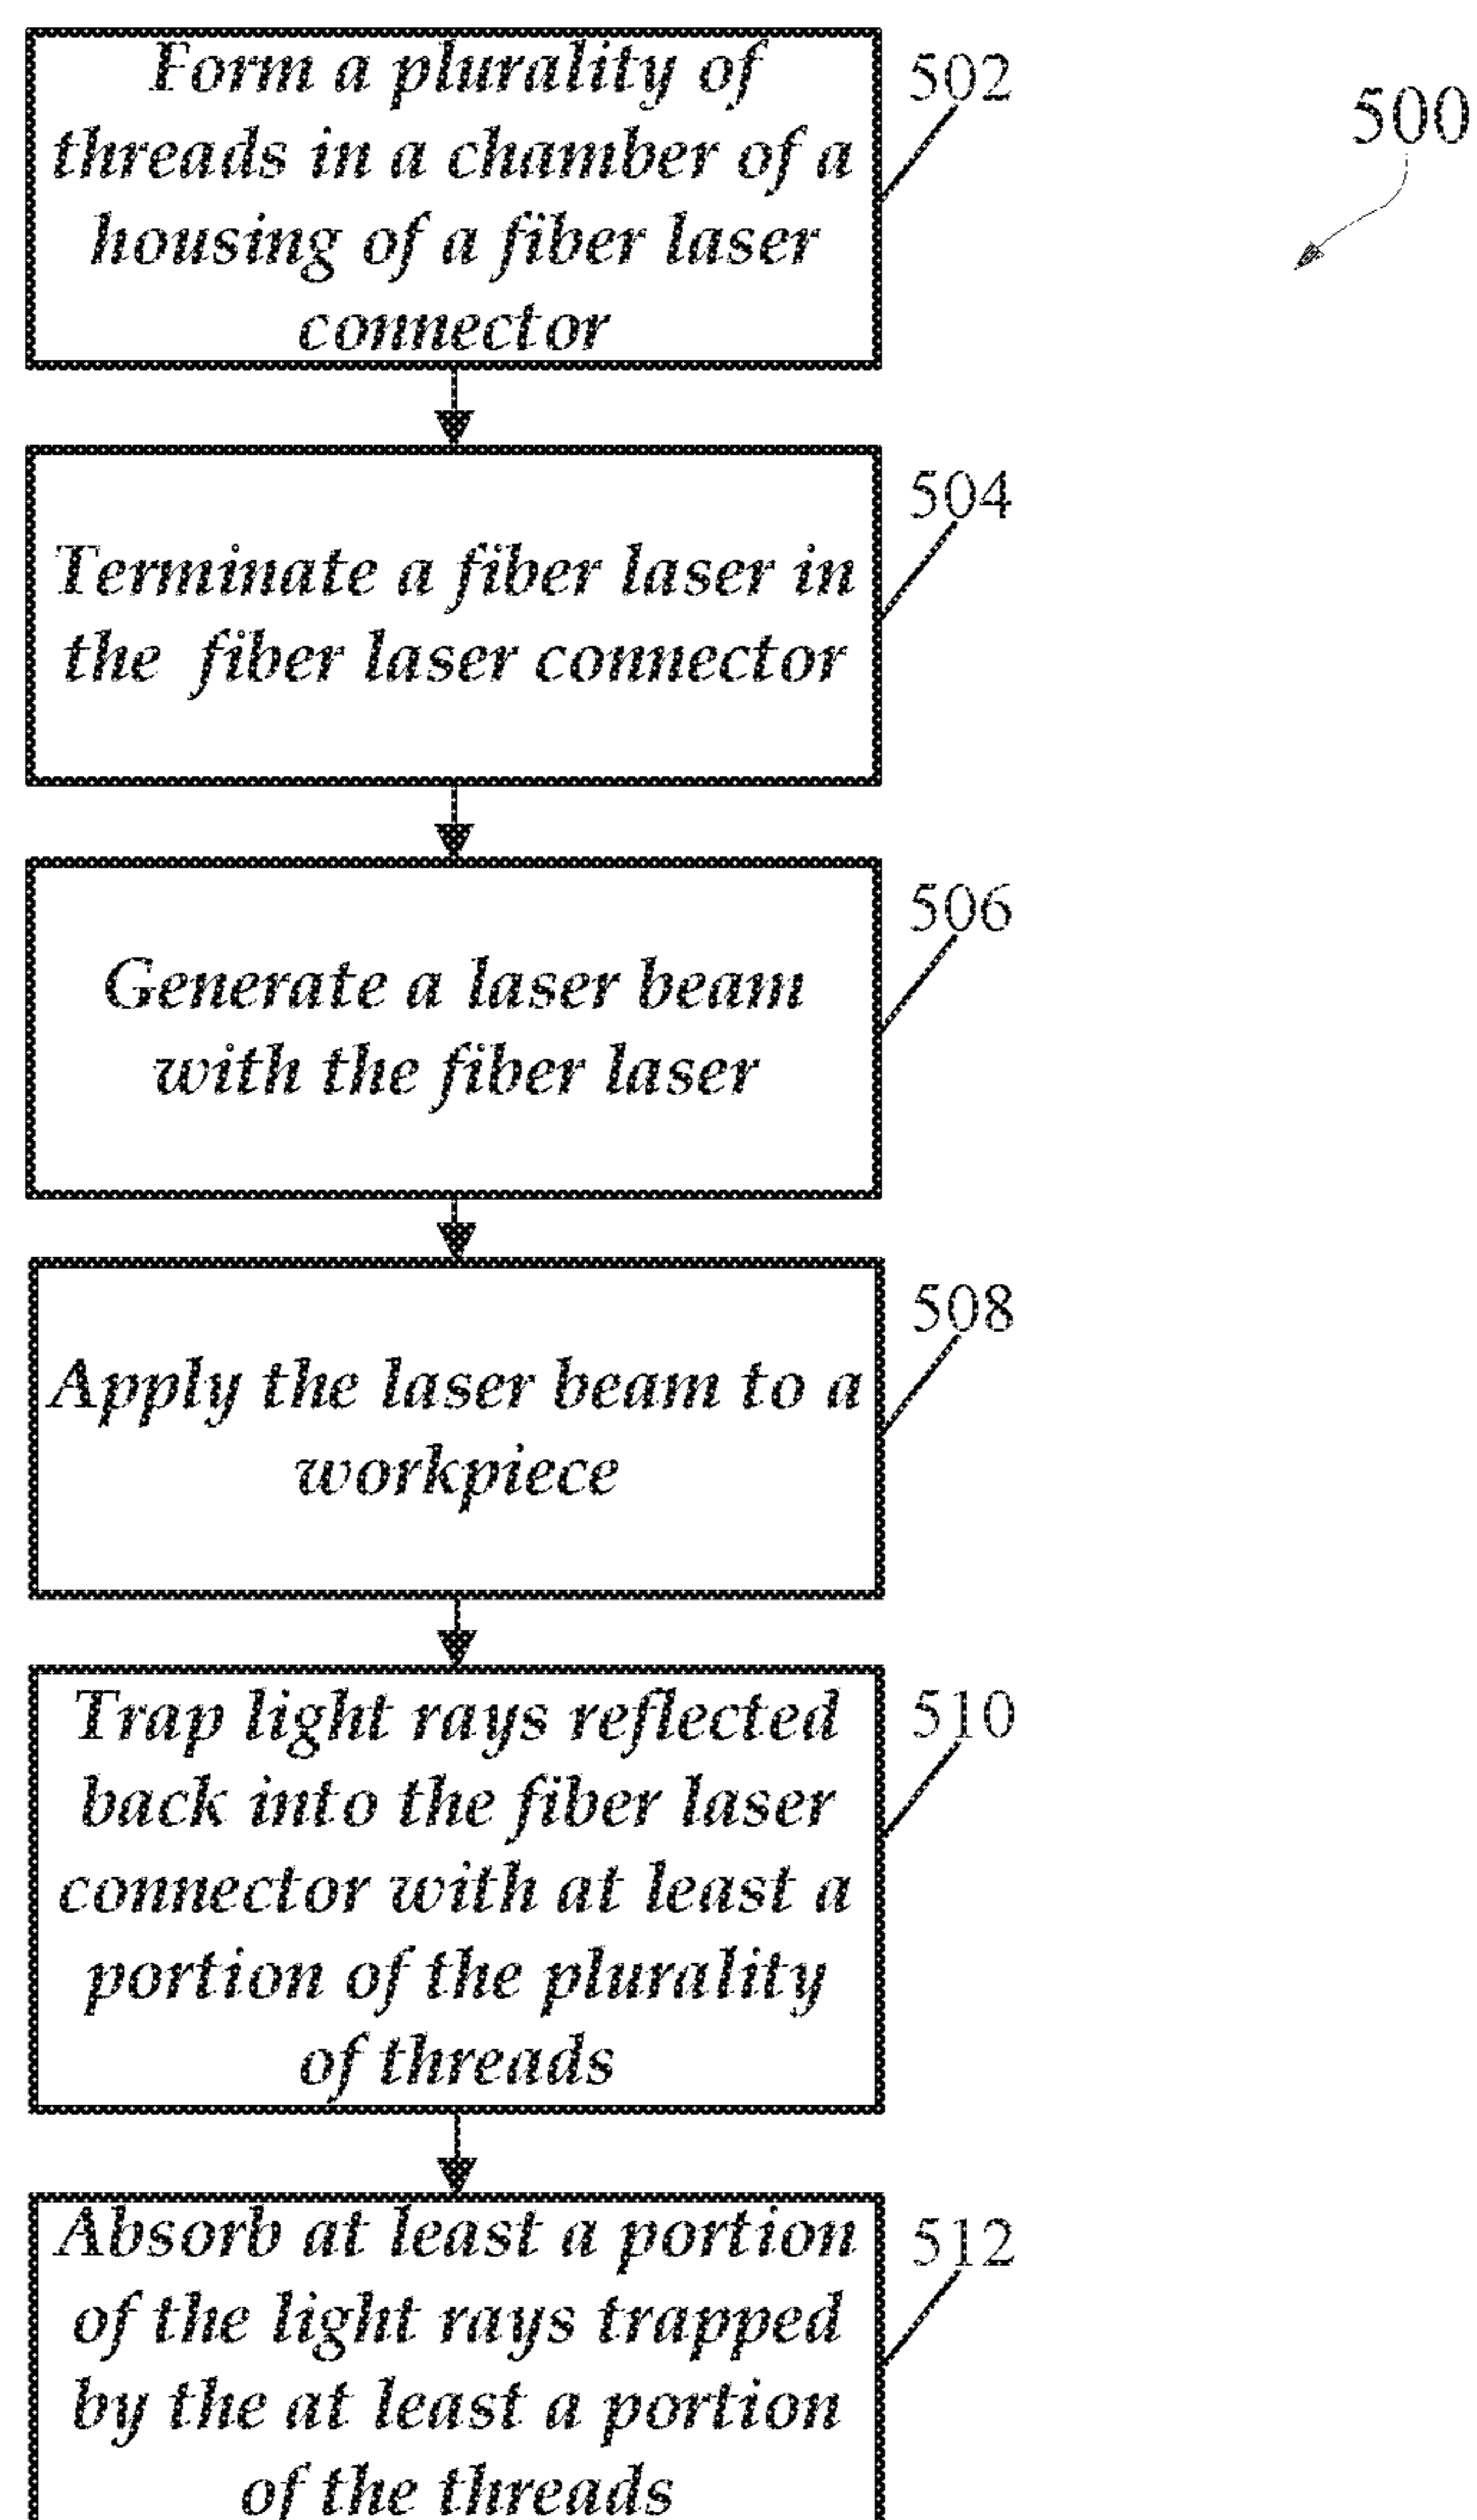 Form a plurality of
threads in a chamber of a
housing of a fiber laser
connector
502
500
Terminate a fiber laser in
the fiber laser connector
504
Generate a laser beam
with the fiber laser
506
Apply the laser beam to a
workpiece
508
Trap light rays reflected
back into the fiber laser
connector with at least a
portion of the plurality
of threads
510
Absorb at least a portion
of the light rays trapped
by the at least a portion
of the threads
512